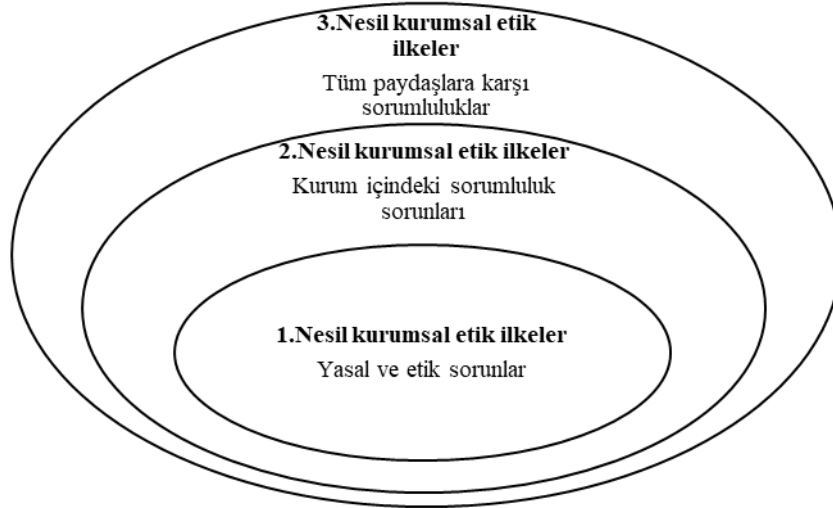 3.Nesil kurumsal etik
ilkeler
Tüm paydaşlara karşı
sorumluluklar
2.Nesil kurumsal etik ilkeler
Kurum içindeki sorumluluk
sorunları
1.Nesil kurumsal etik ilkeler
Yasal ve etik sorunlar